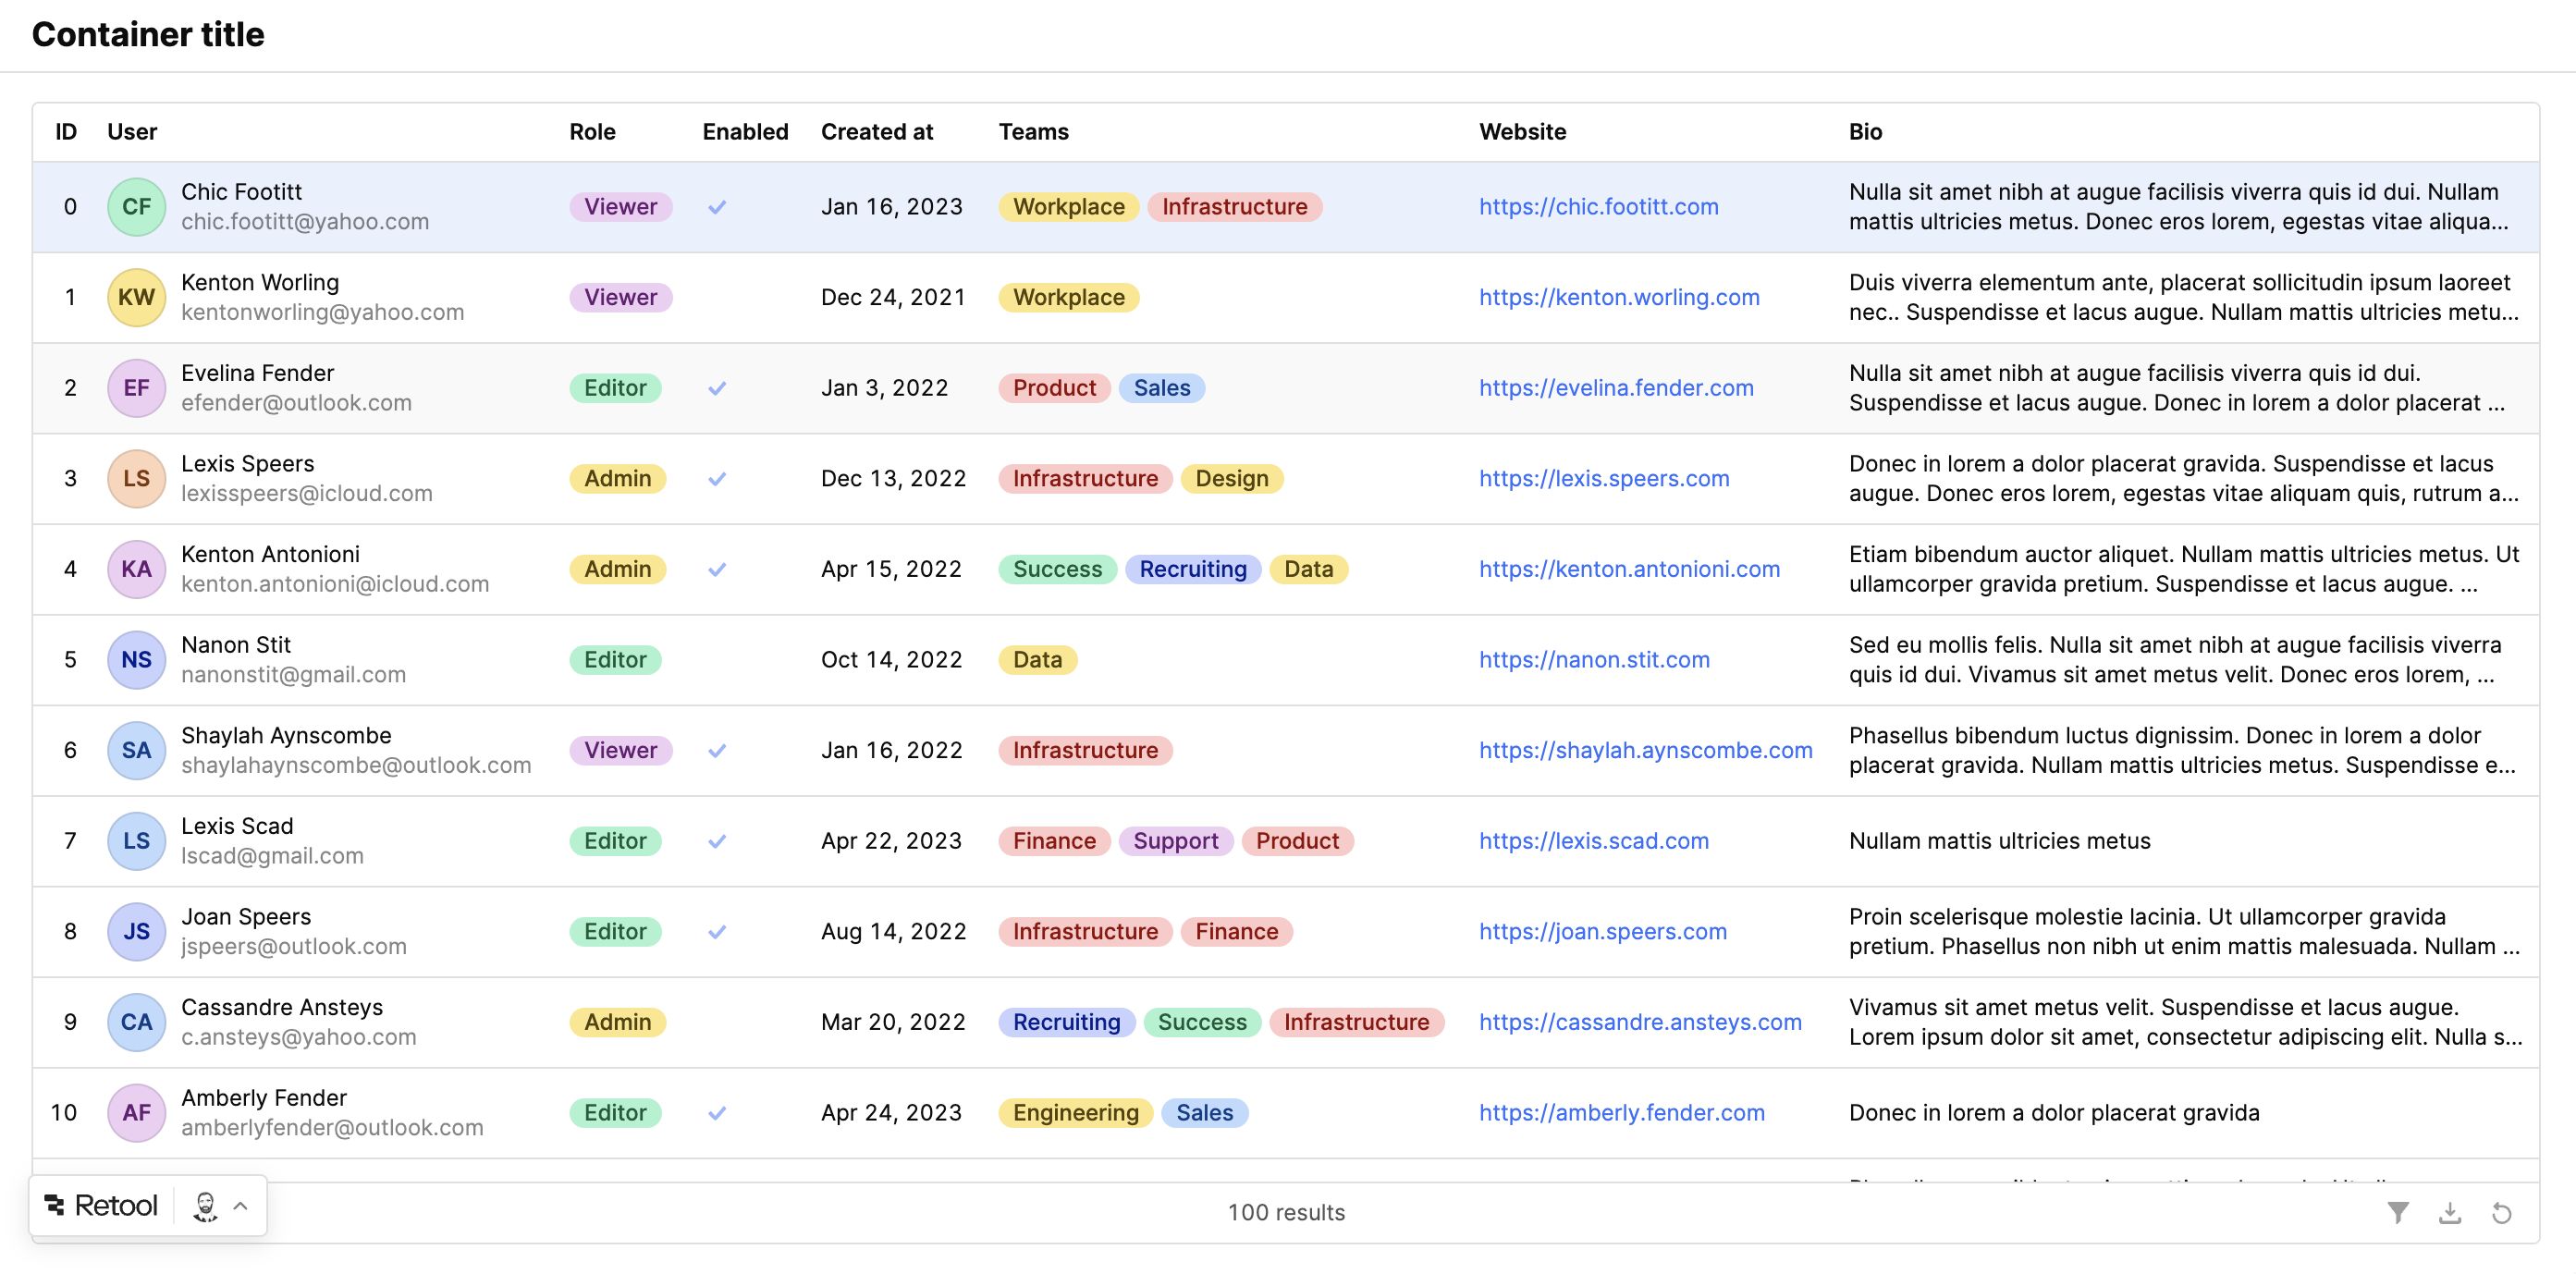 Container title
ID User Role Enabled Created at Teams Website Bio
0 CF Chic Footitt chic.footitt@yahoo.com Viewer Jan 16, 2023 Workplace Infrastructure https://chic.footitt.com Nulla sit amet nibh at augue facilisis viverra quis id dui. Nullam
mattis ultricies metus. Donec eros lorem, egestas vitae aliqua...
1 KW Kenton Worling kentonworling@yahoo.com Viewer Dec 24, 2021 Workplace https://kenton.worling.com Duis viverra elementum ante, placerat sollicitudin ipsum laoreet
nec.. Suspendisse et lacus augue. Nullam mattis ultricies metu...
2 EF Evelina Fender efender@outlook.com Editor Jan 3, 2022 Product Sales https://evelina.fender.com Nulla sit amet nibh at augue facilisis viverra quis id dui.
Suspendisse et lacus augue. Donec in lorem a dolor placerat ...
3 LS Lexis Speers lexisspeers@icloud.com Admin Dec 13, 2022 Infrastructure Design https://lexis.speers.com Donec in lorem a dolor placerat gravida. Suspendisse et lacus
augue. Donec eros lorem, egestas vitae aliquam quis, rutrum a...
4 KA Kenton Antonioni kenton.antonioni@icloud.com Admin Apr 15, 2022 Success Recruiting Data https://kenton.antonioni.com Etiam bibendum auctor aliquet. Nullam mattis ultricies metus. Ut
ullamcorper gravida pretium. Suspendisse et lacus augue. ...
5 NS Nanon Stit nanonstit@gmail.com Editor Oct 14, 2022 Data https://nanon.stit.com Sed eu mollis felis. Nulla sit amet nibh at augue facilisis viverra
quis id dui. Vivamus sit amet metus velit. Donec eros lorem, ...
6 SA Shaylah Aynscombe shaylahaynscombe@outlook.com Viewer Jan 16, 2022 Infrastructure https://shaylah.aynscombe.com Phasellus bibendum luctus dignissim. Donec in lorem a dolor
placerat gravida. Nullam mattis ultricies metus. Suspendisse e...
7 LS Lexis Scad lscad@gmail.com Editor Apr 22, 2023 Finance Support Product https://lexis.scad.com Nullam mattis ultricies metus
8 JS Joan Speers jspeers@outlook.com Editor Aug 14, 2022 Infrastructure Finance https://joan.speers.com Proin scelerisque molestie lacinia. Ut ullamcorper gravida
pretium. Phasellus non nibh ut enim mattis malesuada. Nullam ...
9 CA Cassandre Ansteys c.ansteys@yahoo.com Admin Mar 20, 2022 Recruiting Success Infrastructure https://cassandre.ansteys.com Vivamus sit amet metus velit. Suspendisse et lacus augue.
Lorem ipsum dolor sit amet, consectetur adipiscing elit. Nulla s...
10 AF Amberly Fender amberlyfender@outlook.com Editor Apr 24, 2023 Engineering Sales https://amberly.fender.com Donec in lorem a dolor placerat gravida
Retool
100 results